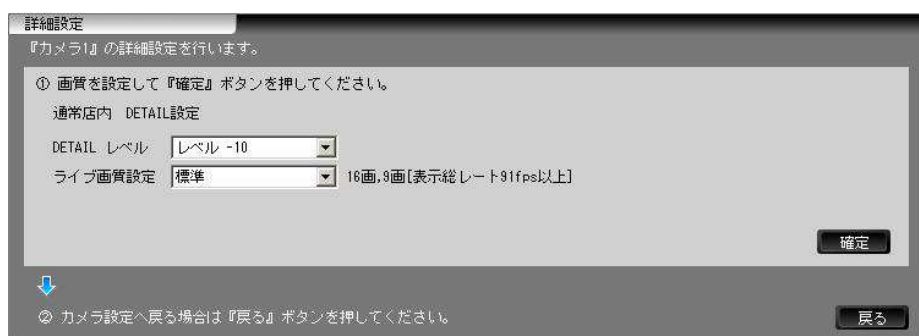 詳細設定
『カメラ1』の詳細設定を行います。
① 画質を設定して『確定』ボタンを押してください。
通常店内 DETAIL設定
DETAIL レベル レベル -10
ライブ画質設定 標準 16画,9画[表示総レート91fps以上]
確定
② カメラ設定へ戻る場合は『戻る』ボタンを押してください。
戻る